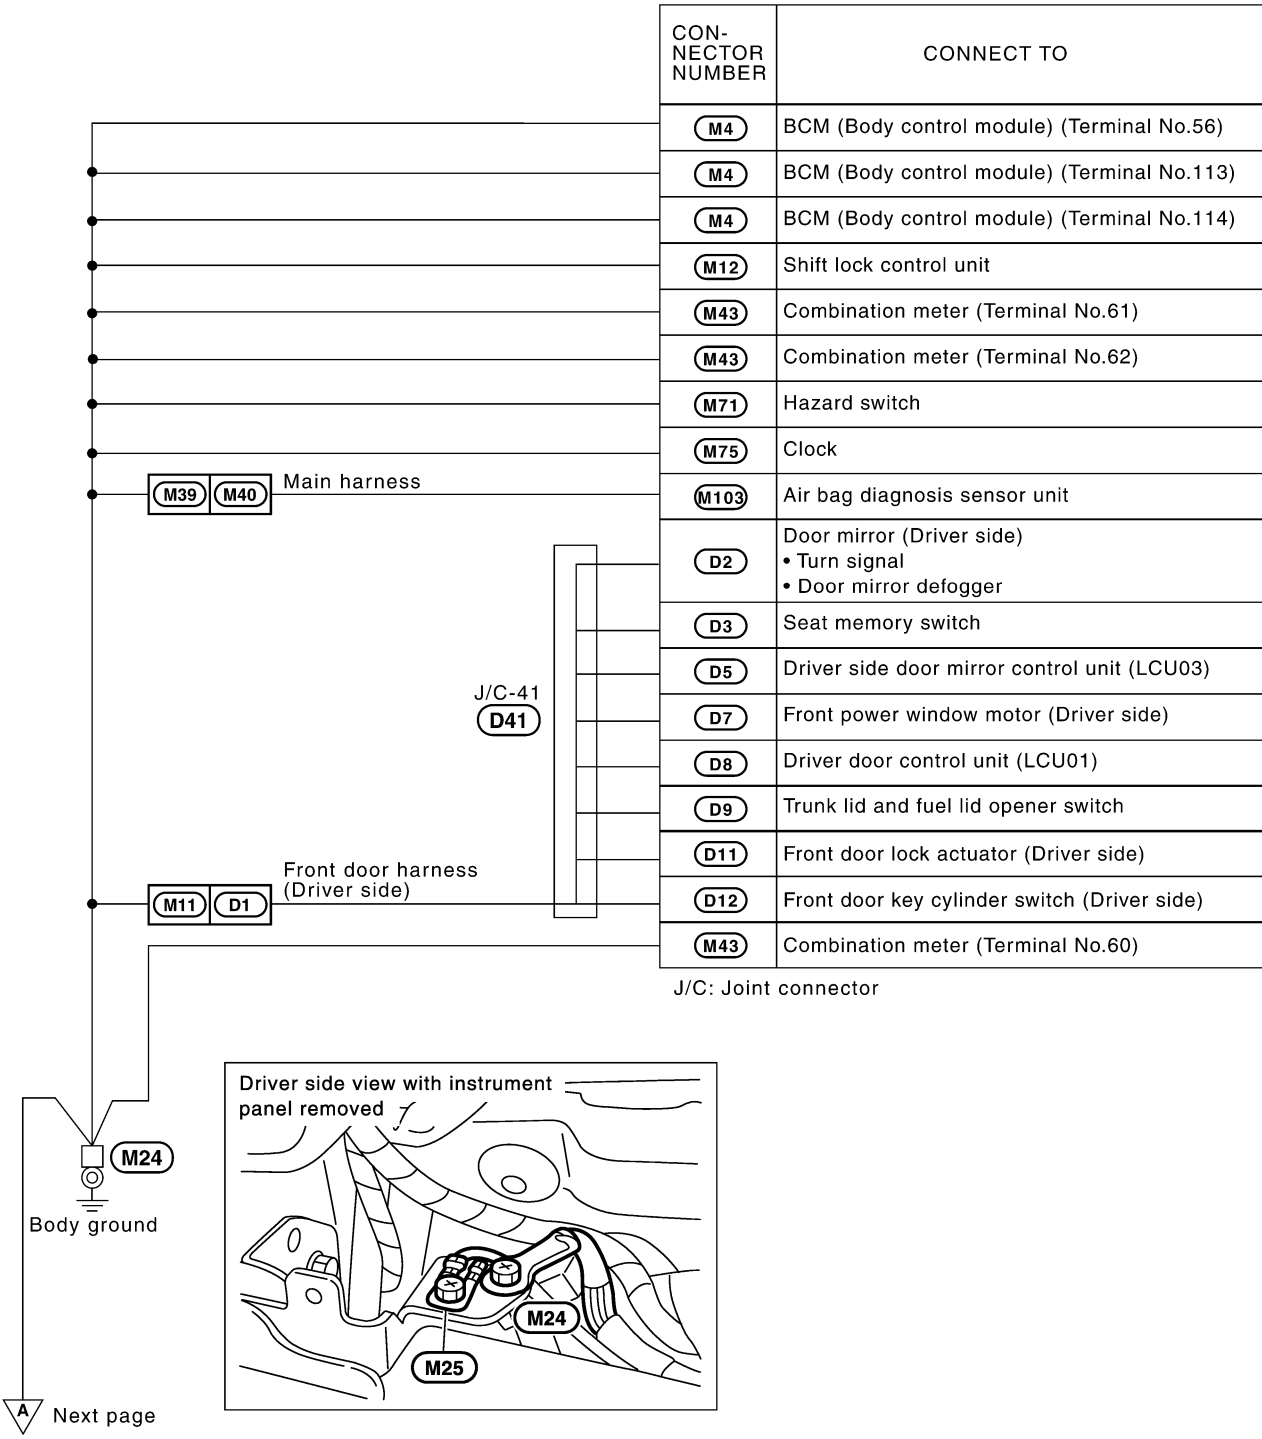 CON-
NECTOR
NUMBER
CONNECT TO
M4 BCM (Body control module) (Terminal No.56)
M4 BCM (Body control module) (Terminal No.113)
M4 BCM (Body control module) (Terminal No.114)
M12 Shift lock control unit
M43 Combination meter (Terminal No.61)
M43 Combination meter (Terminal No.62)
M71 Hazard switch
M75 Clock
M39 M40 Main harness
M103 Air bag diagnosis sensor unit
D2 Door mirror (Driver side)
• Turn signal
• Door mirror defogger
D3 Seat memory switch
D5 Driver side door mirror control unit (LCU03)
J/C-41
D41
D7 Front power window motor (Driver side)
D8 Driver door control unit (LCU01)
D9 Trunk lid and fuel lid opener switch
D11 Front door lock actuator (Driver side)
Front door harness
(Driver side)
M11 D1
D12 Front door key cylinder switch (Driver side)
M43 Combination meter (Terminal No.60)
J/C: Joint connector
Driver side view with instrument
panel removed
M24
Body ground
M24
M25
A Next page